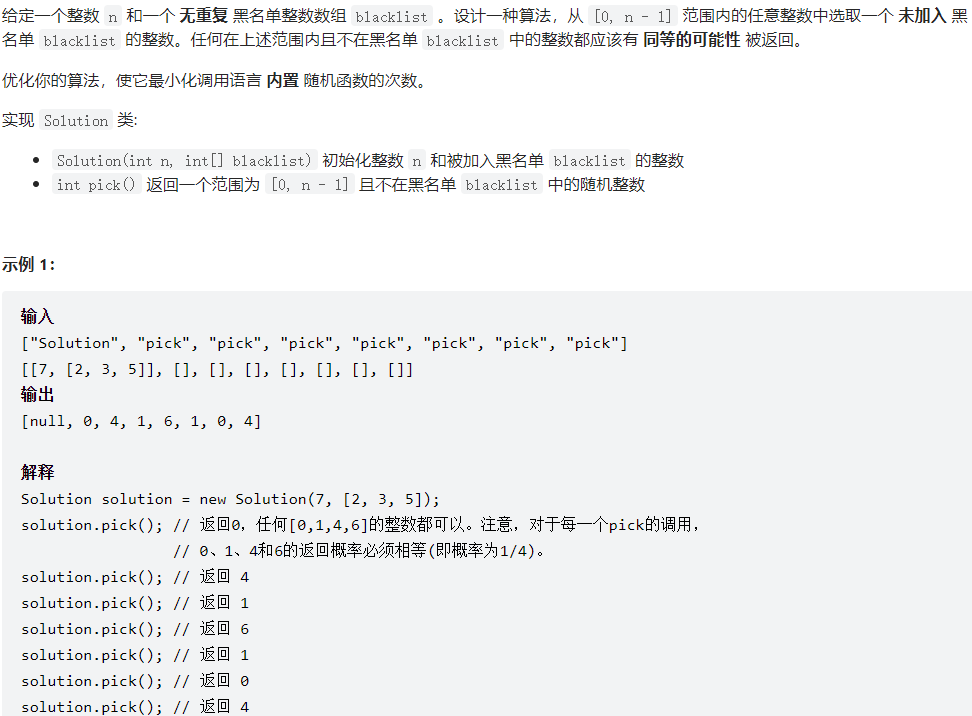 给定一个整数 n 和一个 无重复 黑名单整数数组 blacklist 。设计一种算法，从 [0, n - 1] 范围内的任意整数中选取一个 未加入 黑
名单 blacklist 的整数。任何在上述范围内且不在黑名单 blacklist 中的整数都应该有 同等的可能性 被返回。
优化你的算法，使它最小化调用语言 内置 随机函数的次数。
实现 Solution 类:
• Solution(int n, int[] blacklist) 初始化整数 n 和被加入黑名单 blacklist 的整数
• int pick() 返回一个范围为 [0, n - 1] 且不在黑名单 blacklist 中的随机整数
示例 1：
输入
["Solution", "pick", "pick", "pick", "pick", "pick", "pick", "pick"]
[[7, [2, 3, 5]], [], [], [], [], [], [], []]
输出
[null, 0, 4, 1, 6, 1, 0, 4]
解释
Solution solution = new Solution(7, [2, 3, 5]);
solution.pick(); // 返回0，任何[0,1,4,6]的整数都可以。注意，对于每一个pick的调用，
// 0、1、4和6的返回概率必须相等(即概率为1/4)。
solution.pick(); // 返回 4
solution.pick(); // 返回 1
solution.pick(); // 返回 6
solution.pick(); // 返回 1
solution.pick(); // 返回 0
solution.pick(); // 返回 4